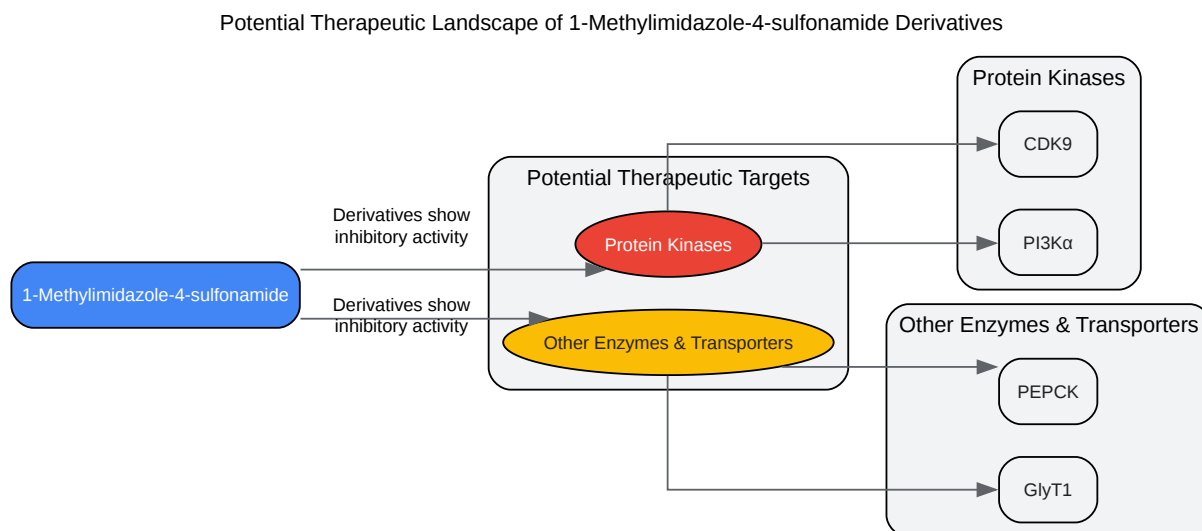 Potential Therapeutic Landscape of 1-Methylimidazole-4-sulfonamide Derivatives
1-Methylimidazole-4-sulfonamide
Derivatives show
inhibitory activity
Derivatives show
inhibitory activity
Potential Therapeutic Targets
Protein Kinases
Other Enzymes & Transporters
Protein Kinases
CDK9
PI3Kα
Other Enzymes & Transporters
PEPCK
GlyT1